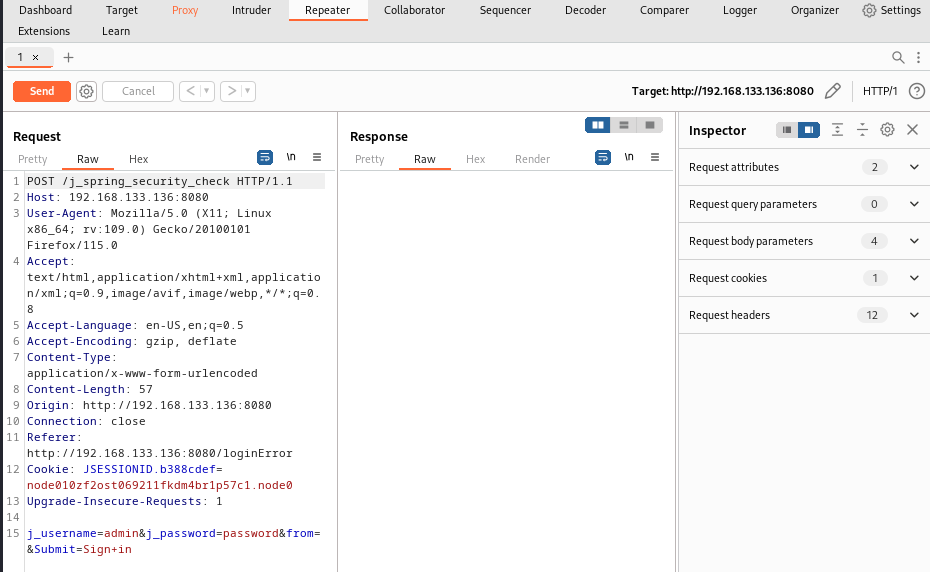 Dashboard Target Proxy Intruder Repeater Collaborator Sequencer Decoder Comparer Logger Organizer Settings
Extensions Learn
1 × +
Send Cancel < > Target: http://192.168.133.136:8080 HTTP/1 ?
Request
Pretty Raw Hex \n
1 POST /j_spring_security_check HTTP/1.1
2 Host: 192.168.133.136:8080
3 User-Agent: Mozilla/5.0 (X11; Linux
x86_64; rv:109.0) Gecko/20100101
Firefox/115.0
4 Accept:
text/html,application/xhtml+xml,applicatio
n/xml;q=0.9,image/avif,image/webp,*/*;q=0.
8
5 Accept-Language: en-US,en;q=0.5
6 Accept-Encoding: gzip, deflate
7 Content-Type:
application/x-www-form-urlencoded
8 Content-Length: 57
9 Origin: http://192.168.133.136:8080
10 Connection: close
11 Referer:
http://192.168.133.136:8080/loginError
12 Cookie: JSESSIONID.b388cdef=
node010zf2ost069211fkdm4br1p57c1.node0
13 Upgrade-Insecure-Requests: 1
14
15 j_username=admin&j_password=password&from=
&Submit=Sign+in
Response
Pretty Raw Hex Render \n
Inspector
Request attributes 2
Request query parameters 0
Request body parameters 4
Request cookies 1
Request headers 12